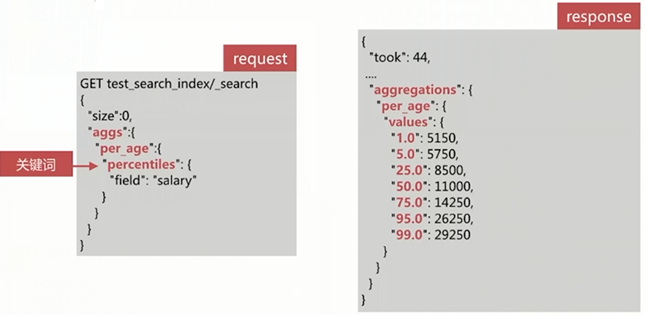 request
GET test_search_index/_search
{
"size":0,
"aggs":{
"per_age":{
关键词
"percentiles": {
"field": "salary"
}
}
}
}
response
{
"took": 44,
....
"aggregations": {
"per_age": {
"values": {
"1.0": 5150,
"5.0": 5750,
"25.0": 8500,
"50.0": 11000,
"75.0": 14250,
"95.0": 26250,
"99.0": 29250
}
}
}
}